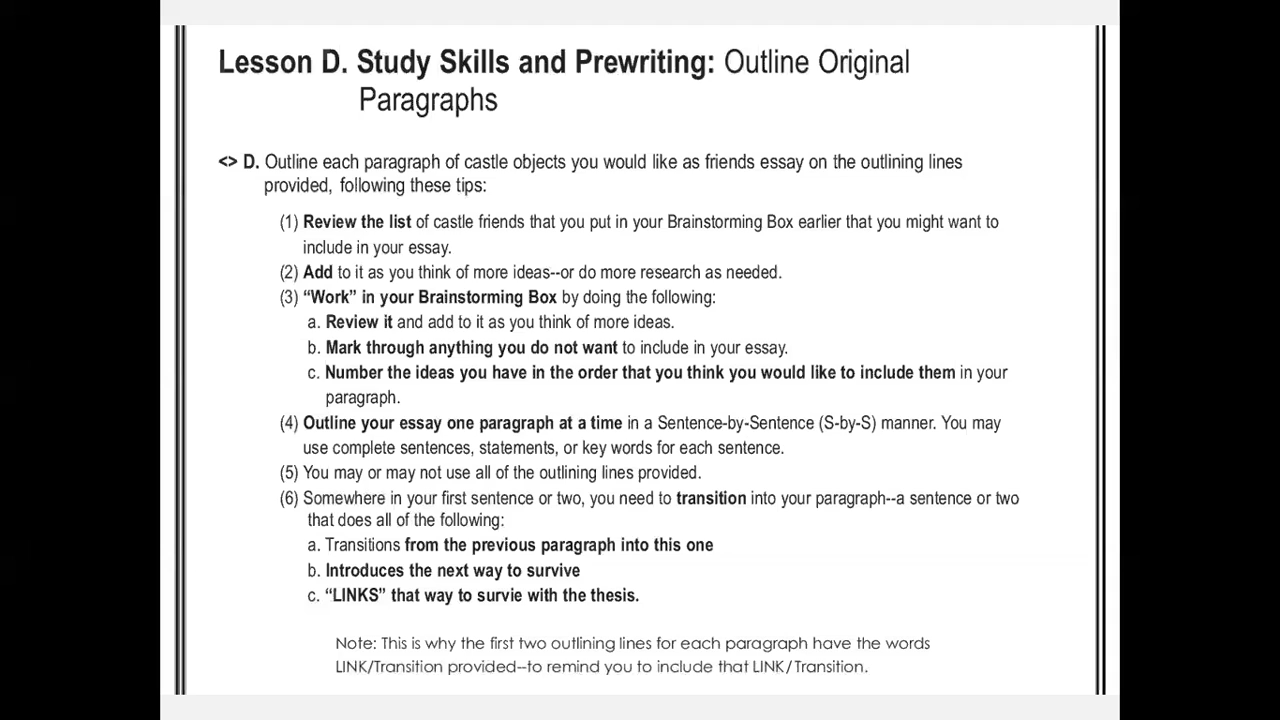 Lesson D. Study Skills and Prewriting: Outline Original
Paragraphs
<> D. Outline each paragraph of castle objects you would like as friends essay on the outlining lines
provided, following these tips:
(1) Review the list of castle friends that you put in your Brainstorming Box earlier that you might want to
include in your essay.
(2) Add to it as you think of more ideas--or do more research as needed.
(3) “Work” in your Brainstorming Box by doing the following:
a. Review it and add to it as you think of more ideas.
b. Mark through anything you do not want to include in your essay.
c. Number the ideas you have in the order that you think you would like to include them in your
paragraph.
(4) Outline your essay one paragraph at a time in a Sentence-by-Sentence (S-by-S) manner. You may
use complete sentences, statements, or key words for each sentence.
(5) You may or may not use all of the outlining lines provided.
(6) Somewhere in your first sentence or two, you need to transition into your paragraph--a sentence or two
that does all of the following:
a. Transitions from the previous paragraph into this one
b. Introduces the next way to survive
c. “LINKS” that way to survie with the thesis.
Note: This is why the first two outlining lines for each paragraph have the words
LINK/Transition provided--to remind you to include that LINK/Transition.